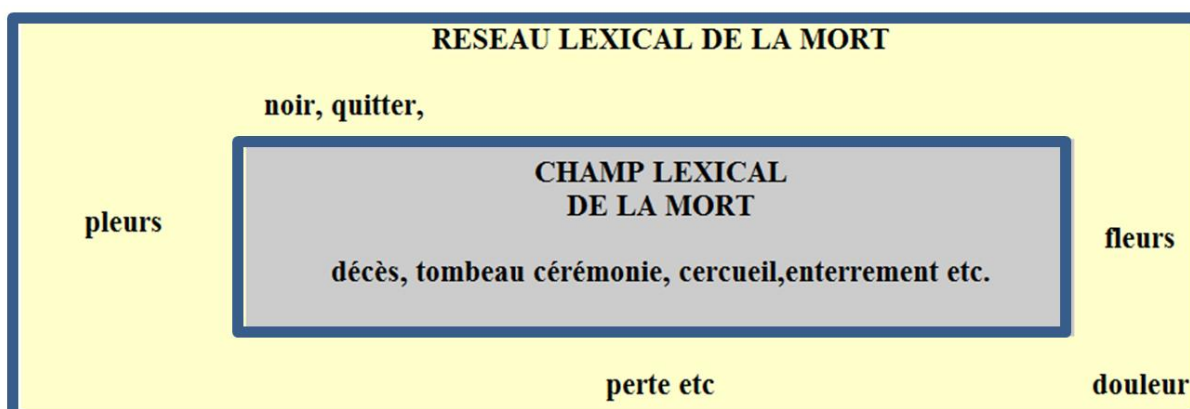 RESEAU LEXICAL DE LA MORT
noir, quitter,
CHAMP LEXICAL
DE LA MORT
pleurs
fleurs
décès, tombeau cérémonie, cercueil,enterrement etc.
perte etc
douleur